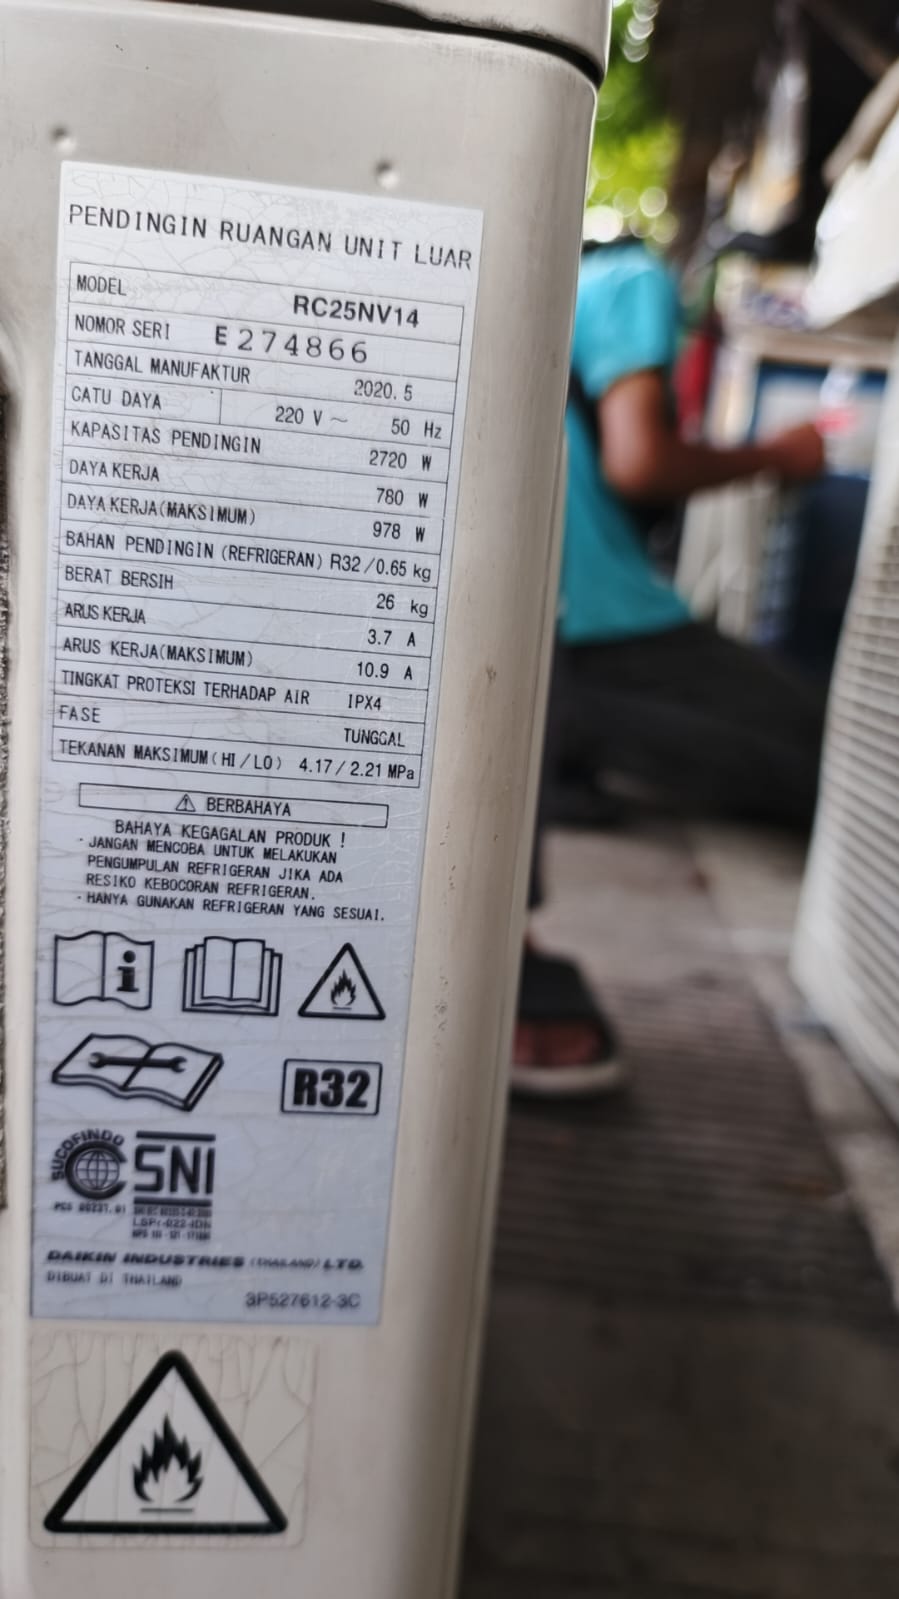 PENDINGIN RUANGAN UNIT LUAR
MODEL RC25NV14
NOMOR SERI E274866
TANGGAL MANUFAKTUR 2020.5
CATU DAYA 220 V ~ 50 Hz
KAPASITAS PENDINGIN 2720 W
DAYA KERJA 780 W
DAYA KERJA(MAKSIMUM) 978 W
BAHAN PENDINGIN (REFRIGERAN) R32/0.65 kg
BERAT BERSIH 26 kg
ARUS KERJA 3.7 A
ARUS KERJA(MAKSIMUM) 10.9 A
TINGKAT PROTEKSI TERHADAP AIR IPX4
FASE TUNGGAL
TEKANAN MAKSIMUM(HI/LO) 4.17/2.21 MPa
⚠ BERBAHAYA
BAHAYA KEGAGALAN PRODUK !
- JANGAN MENCOBA UNTUK MELAKUKAN
PENGUMPULAN REFRIGERAN JIKA ADA
RESIKO KEBOCORAN REFRIGERAN.
- HANYA GUNAKAN REFRIGERAN YANG SESUAI.
i
R32
SUCOFINDO
SNI
DAIKIN INDUSTRIES (THAILAND) LTD.
DIBUAT DI THAILAND
3P527612-3C